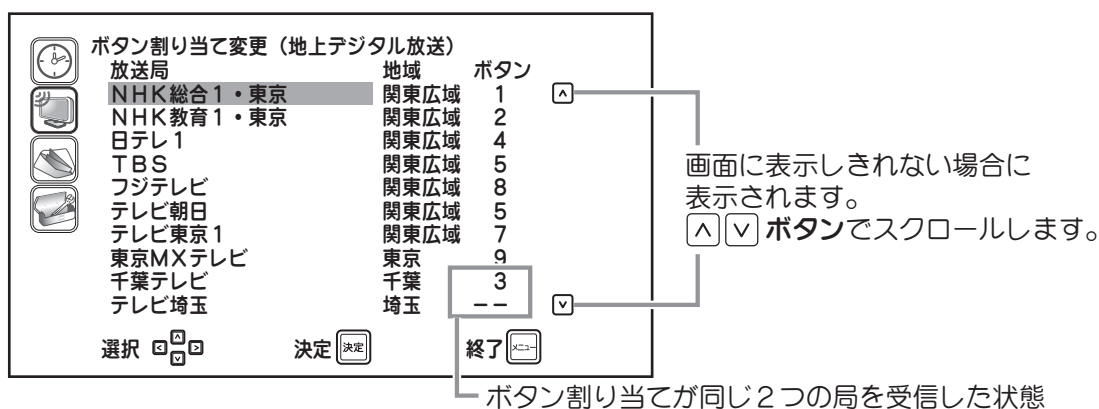 ボタン割り当て変更（地上デジタル放送）
放送局 地域 ボタン
NHK総合1・東京 関東広域 1
NHK教育1・東京 関東広域 2
日テレ1 関東広域 4
TBS 関東広域 5
フジテレビ 関東広域 8
テレビ朝日 関東広域 5
テレビ東京1 関東広域 7
東京MXテレビ 東京 9
千葉テレビ 千葉 3
テレビ埼玉 埼玉 --
選択 決定 決定 終了 メニュー
画面に表示しきれない場合に
表示されます。
ボタンでスクロールします。
ボタン割り当てが同じ2つの局を受信した状態